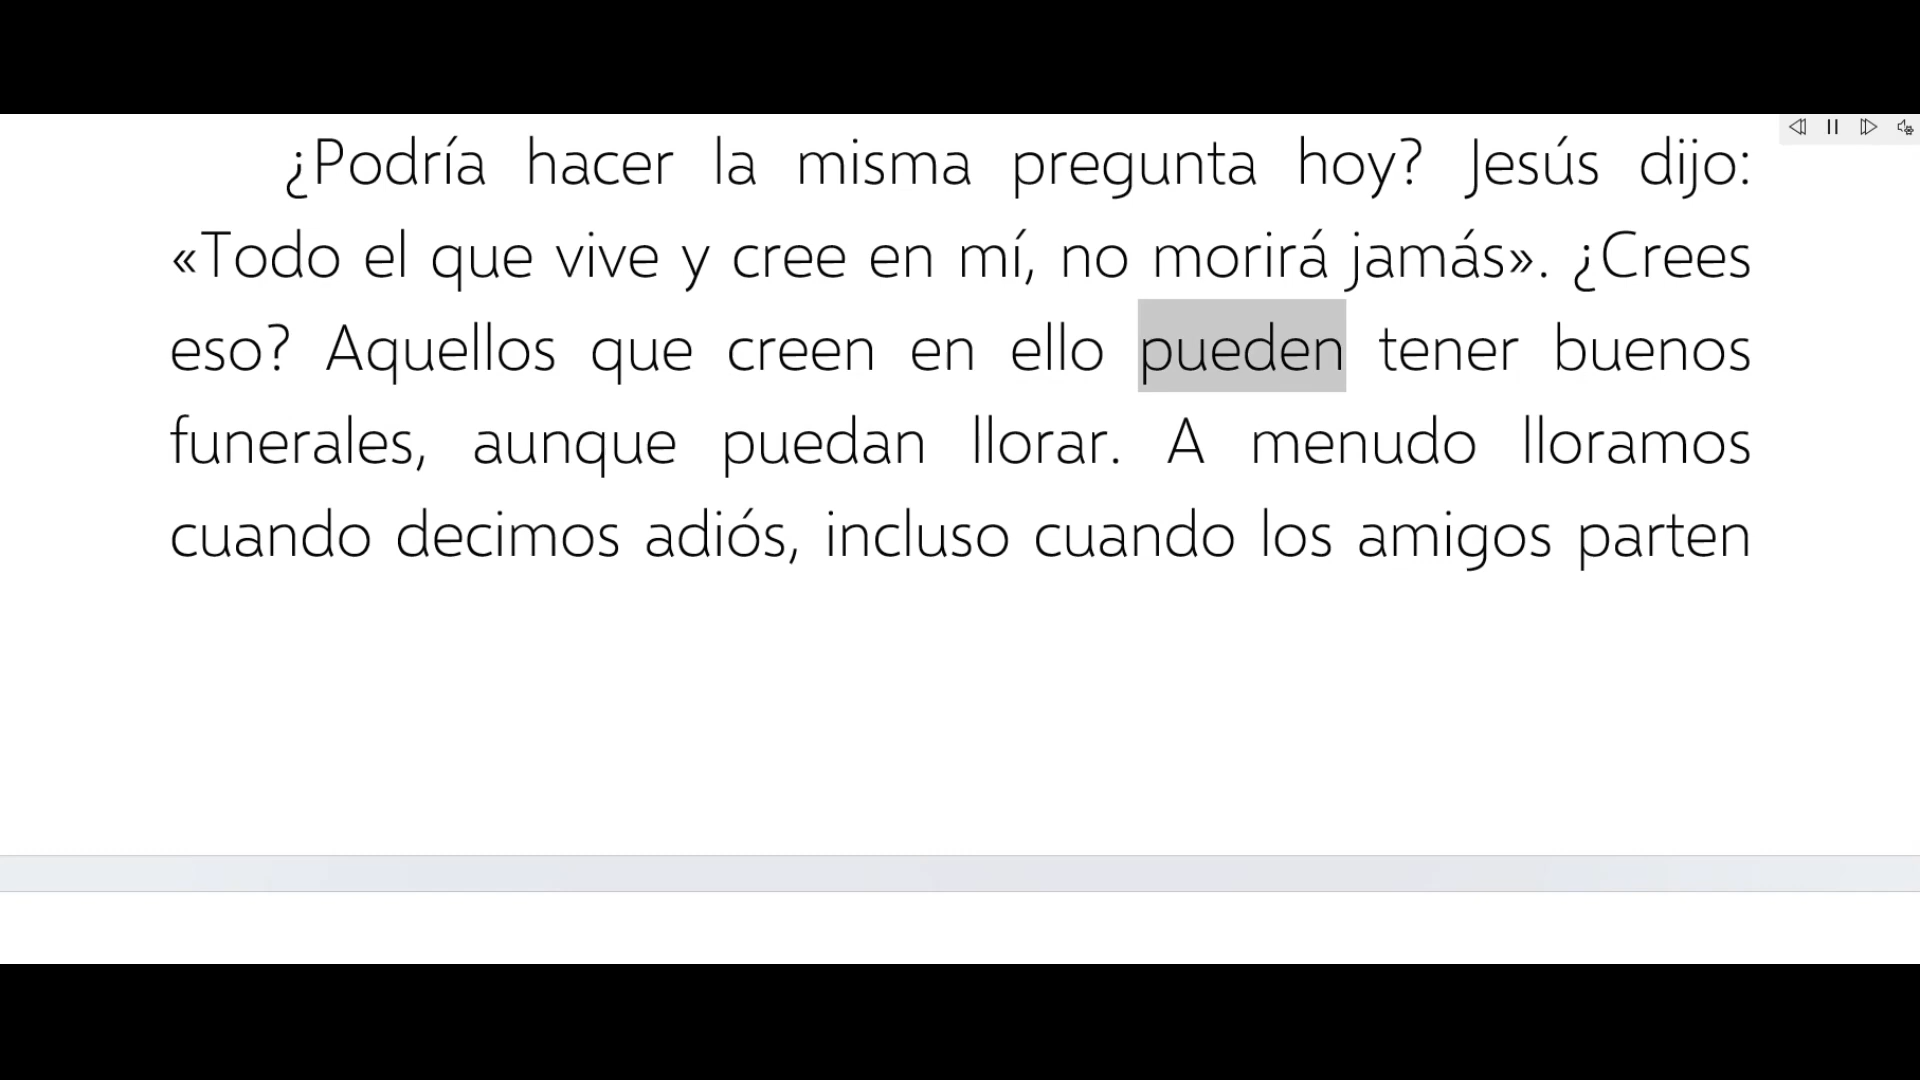 ¿Podría hacer la misma pregunta hoy? Jesús dijo:
«Todo el que vive y cree en mí, no morirá jamás». ¿Crees
eso? Aquellos que creen en ello pueden tener buenos
funerales, aunque puedan llorar. A menudo lloramos
cuando decimos adiós, incluso cuando los amigos parten